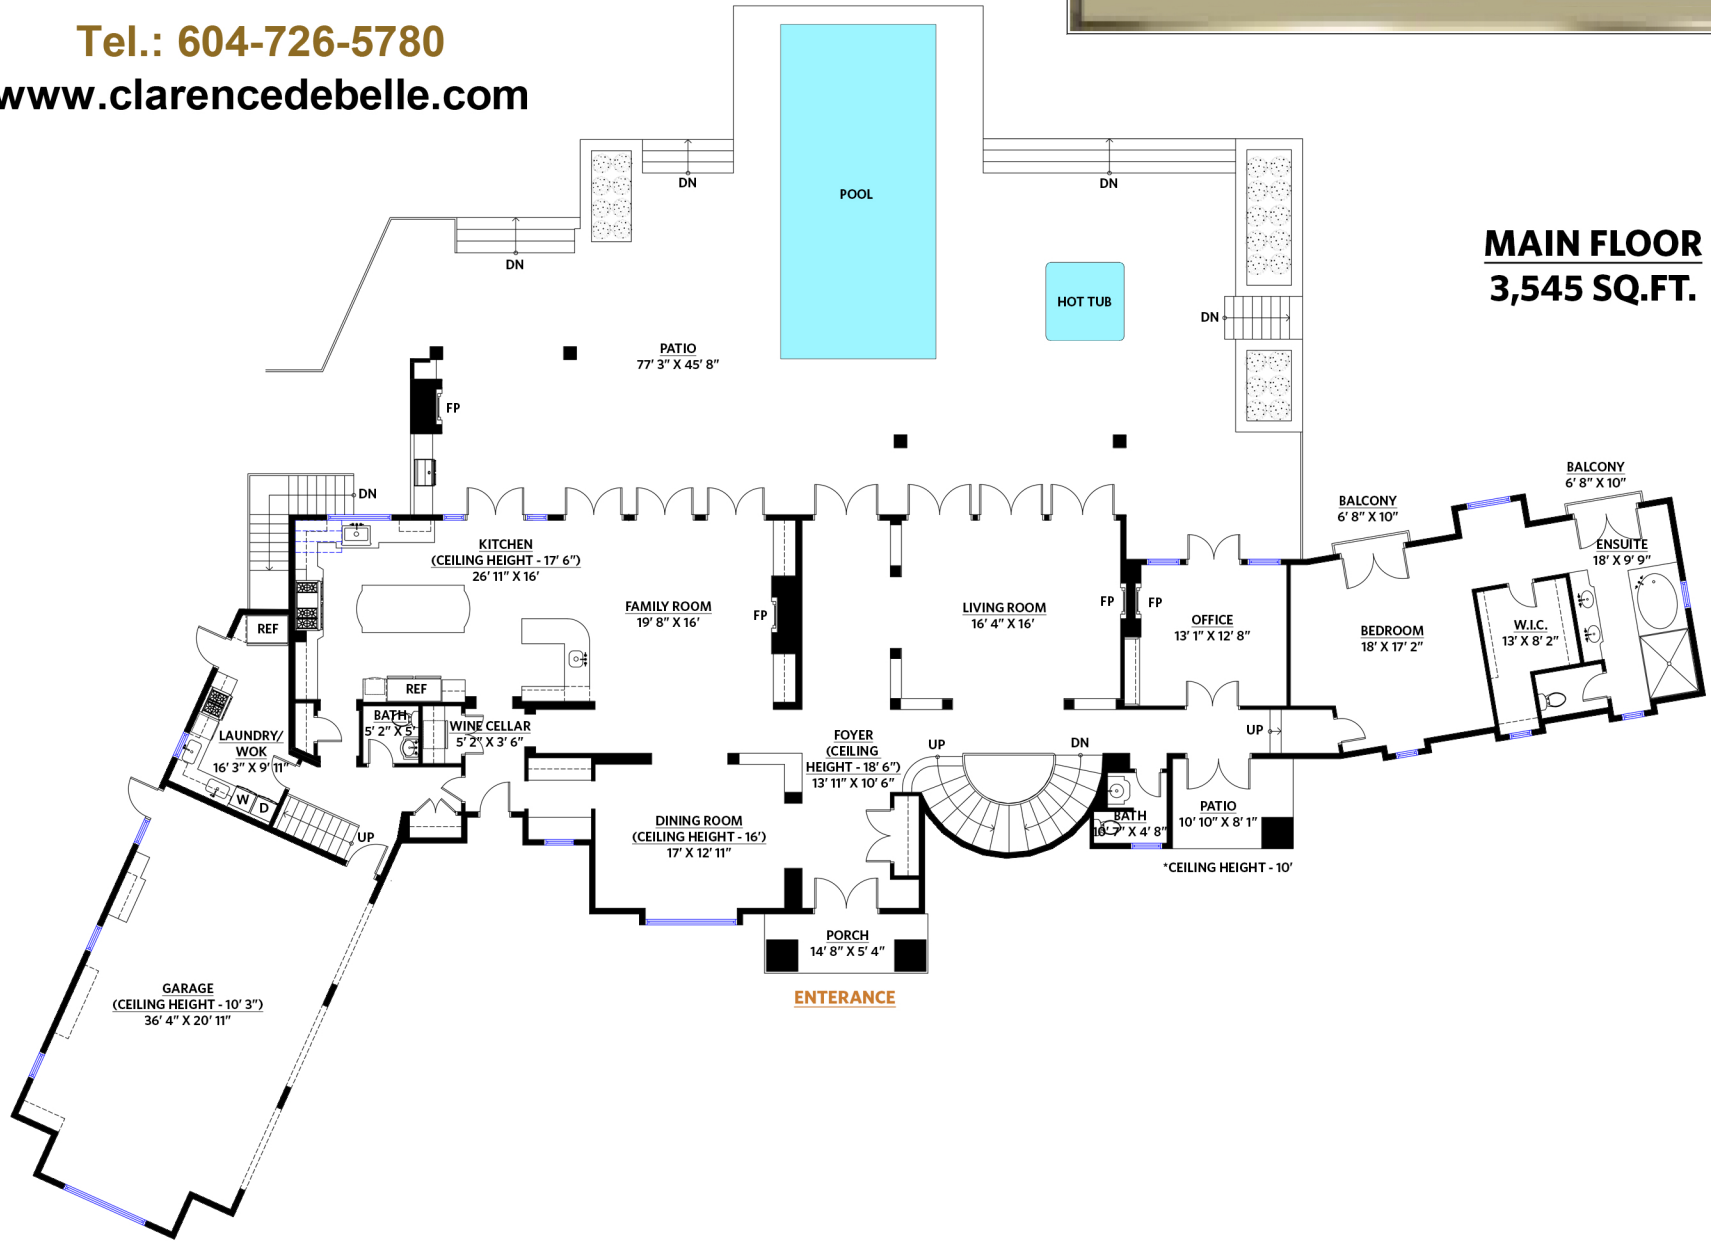 Tel.: 604-726-5780
www.clarencedebelle.com
MAIN FLOOR
3,545 SQ.FT.
POOL
HOT TUB
PATIO
77' 3" X 45' 8"
DN
DN
DN
DN
DN
FP
BALCONY
6' 8" X 10"
BALCONY
6' 8" X 10"
KITCHEN
(CEILING HEIGHT - 17' 6")
26' 11" X 16'
FAMILY ROOM
19' 8" X 16'
FP
LIVING ROOM
16' 4" X 16'
FP
FP
OFFICE
13' 1" X 12' 8"
BEDROOM
18' X 17' 2"
W.I.C.
13' X 8' 2"
ENSUITE
18' X 9' 9"
REF
REF
BATH
5' 2" X 5'
WINE CELLAR
5' 2" X 3' 6"
LAUNDRY/
WOK
16' 3" X 9' 11"
W
D
UP
FOYER
(CEILING
HEIGHT - 18' 6")
13' 11" X 10' 6"
UP
DN
UP
DINING ROOM
(CEILING HEIGHT - 16')
17' X 12' 11"
BATH
10' 7" X 4' 8"
PATIO
10' 10" X 8' 1"
*CEILING HEIGHT - 10'
PORCH
14' 8" X 5' 4"
ENTERANCE
GARAGE
(CEILING HEIGHT - 10' 3")
36' 4" X 20' 11"